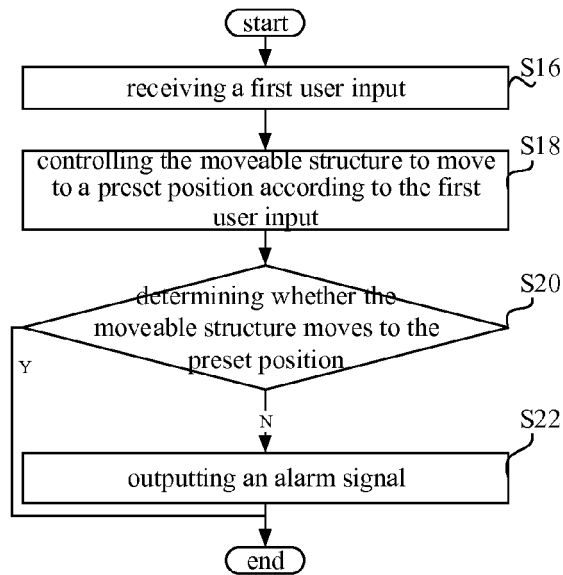 start
S16
receiving a first user input
S18
controlling the moveable structure to move
to a preset position according to the first
user input
S20
determining whether the
moveable structure moves to the
preset position
Y
N
S22
outputting an alarm signal
end